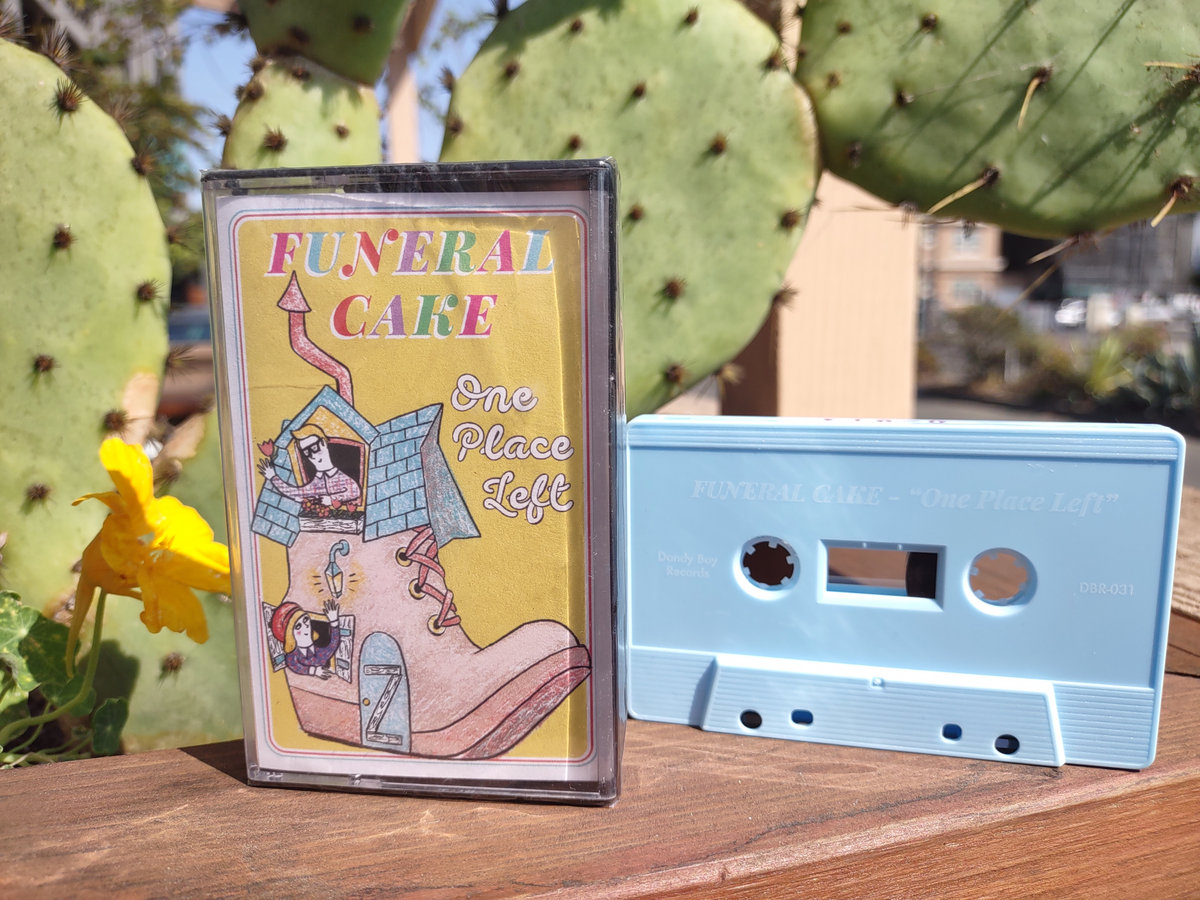 FUNERAL
CAKE
One
Place
Left
FUNERAL CAKE - "One Place Left"
Dandy Boy
Records
DBR-031